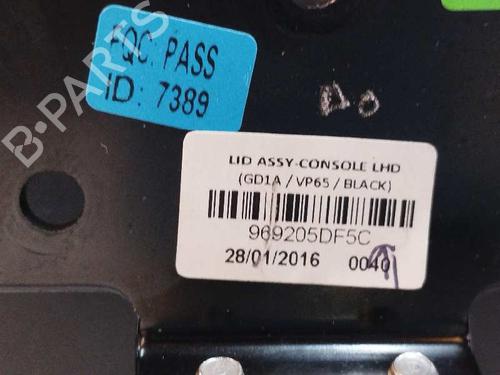 FQC: PASS
ID: 7389
B·PARTS
LID ASSY-CONSOLE LHD
(GD1A / VP65 / BLACK)
969205DF5C
28/01/2016 0040